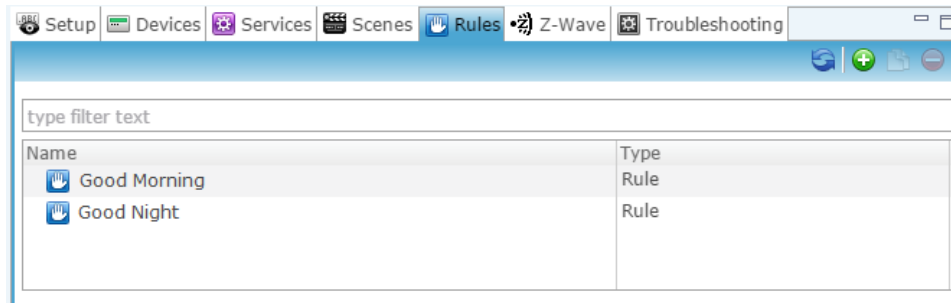 Setup Devices Services Scenes Rules Z-Wave Troubleshooting
type filter text
Name Type
Good Morning Rule
Good Night Rule